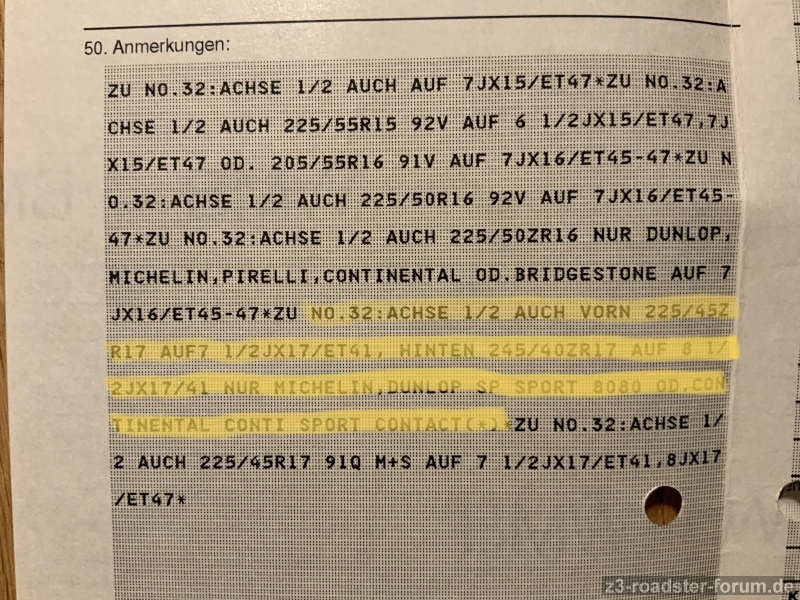 50. Anmerkungen:
ZU NO.32:ACHSE 1/2 AUCH AUF 7JX15/ET47*ZU NO.32:A
CHSE 1/2 AUCH 225/55R15 92V AUF 6 1/2JX15/ET47,7J
X15/ET47 OD. 205/55R16 91V AUF 7JX16/ET45-47*ZU N
O.32:ACHSE 1/2 AUCH 225/50R16 92V AUF 7JX16/ET45-
47*ZU NO.32:ACHSE 1/2 AUCH 225/50ZR16 NUR DUNLOP,
MICHELIN,PIRELLI,CONTINENTAL OD.BRIDGESTONE AUF 7
JX16/ET45-47*ZU NO.32:ACHSE 1/2 AUCH VORN 225/45Z
R17 AUF7 1/2JX17/ET41, HINTEN 245/40ZR17 AUF 8 1/
2JX17/41 NUR MICHELIN,DUNLOP SP SPORT 8080 OD.CON
TINENTAL CONTI SPORT CONTACT(*)*ZU NO.32:ACHSE 1/
2 AUCH 225/45R17 91Q M+S AUF 7 1/2JX17/ET41,8JX17
/ET47*
z3-roadster-forum.de